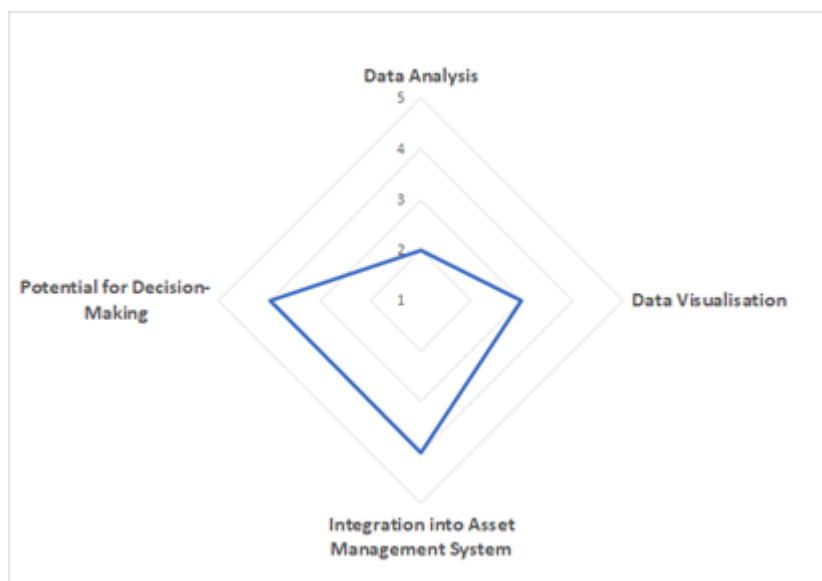 Data Analysis
5
4
3
2
1
Potential for Decision-
Making
Data Visualisation
Integration into Asset
Management System